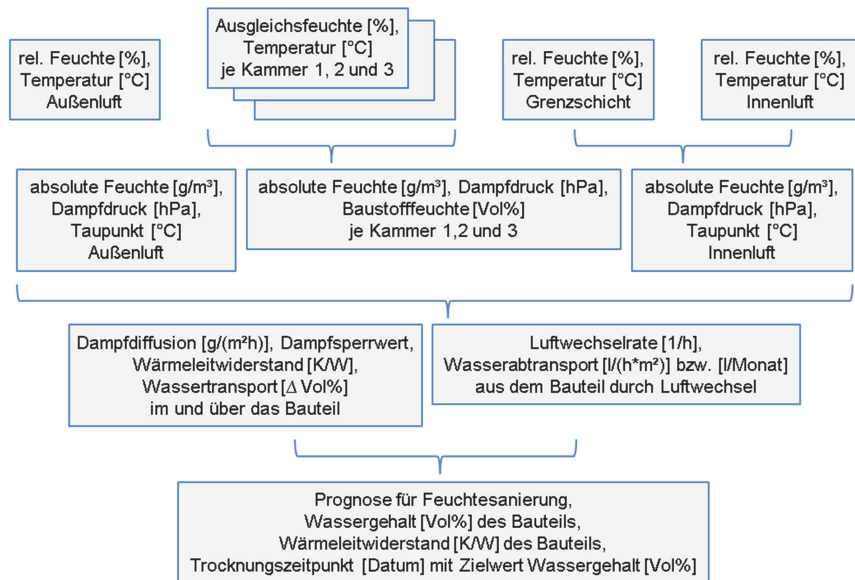 rel. Feuchte [%],
Temperatur [°C]
Außenluft
Ausgleichsfeuchte [%],
Temperatur [°C]
je Kammer 1, 2 und 3
rel. Feuchte [%],
Temperatur [°C]
Grenzschicht
rel. Feuchte [%],
Temperatur [°C]
Innenluft
absolute Feuchte [g/m³],
Dampfdruck [hPa],
Taupunkt [°C]
Außenluft
absolute Feuchte [g/m³], Dampfdruck [hPa],
Baustofffeuchte [Vol%]
je Kammer 1,2 und 3
absolute Feuchte [g/m³],
Dampfdruck [hPa],
Taupunkt [°C]
Innenluft
Dampfdiffusion [g/(m²h)], Dampfsperrwert,
Wärmeleitwiderstand [K/W],
Wassertransport [Δ Vol%]
im und über das Bauteil
Luftwechselrate [1/h],
Wasserabtransport [l/(h*m²)] bzw. [l/Monat]
aus dem Bauteil durch Luftwechsel
Prognose für Feuchtesanierung,
Wassergehalt [Vol%] des Bauteils,
Wärmeleitwiderstand [K/W] des Bauteils,
Trocknungszeitpunkt [Datum] mit Zielwert Wassergehalt [Vol%]